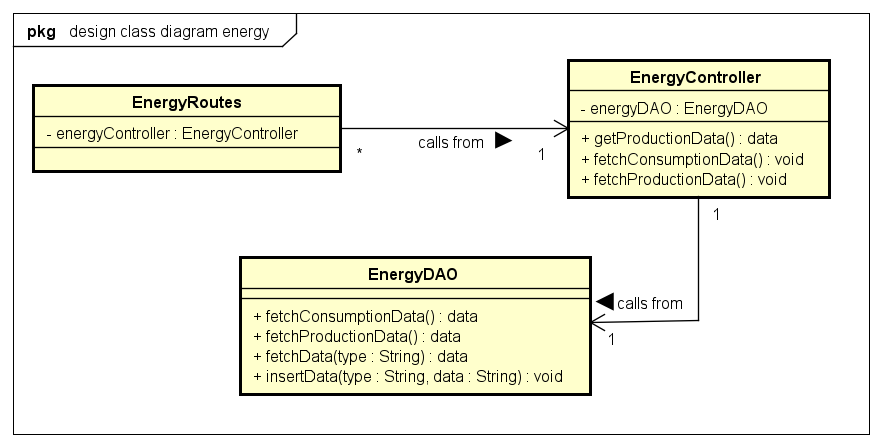 pkg design class diagram energy
EnergyRoutes
- energyController : EnergyController
* calls from 1
EnergyController
- energyDAO : EnergyDAO
+ getProductionData() : data
+ fetchConsumptionData() : void
+ fetchProductionData() : void
1
calls from
1
EnergyDAO
+ fetchConsumptionData() : data
+ fetchProductionData() : data
+ fetchData(type : String) : data
+ insertData(type : String, data : String) : void